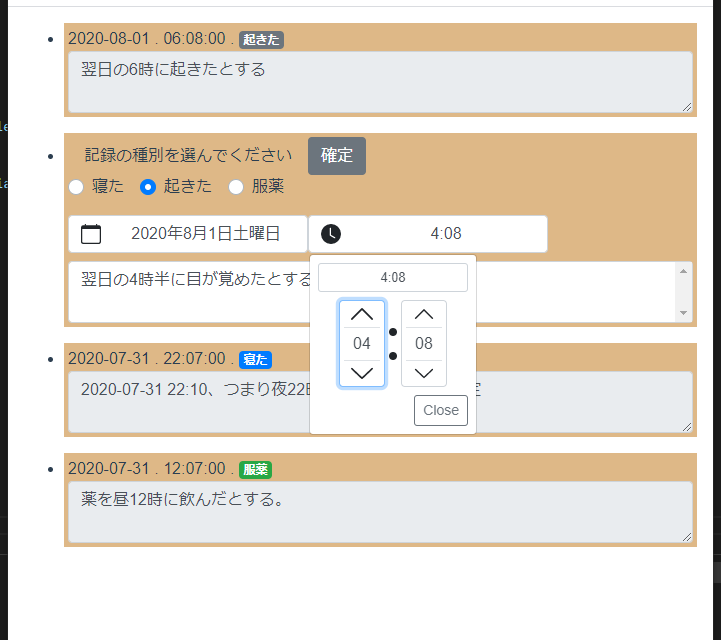 2020-08-01 . 06:08:00 . 起きた
翌日の6時に起きたとする
記録の種別を選んでください 確定
寝た 起きた 服薬
2020年8月1日土曜日 4:08
翌日の4時半に目が覚めたとする
4:08
04 08
Close
2020-07-31 . 22:07:00 . 寝た
2020-07-31 22:10、つまり夜22
2020-07-31 . 12:07:00 . 服薬
薬を昼12時に飲んだとする。